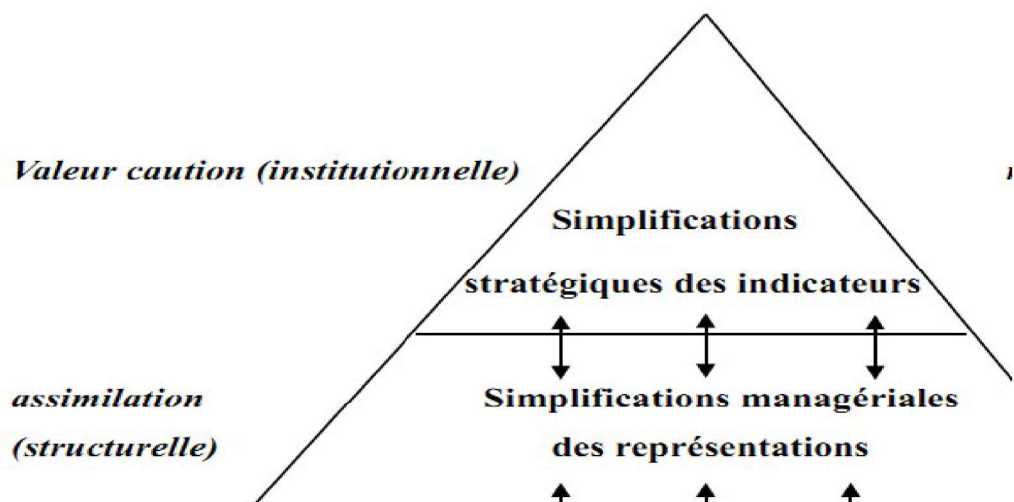 Valeur caution (institutionnelle)
Simplifications
stratégiques des indicateurs
assimilation
(structurelle)
Simplifications managériales
des représentations